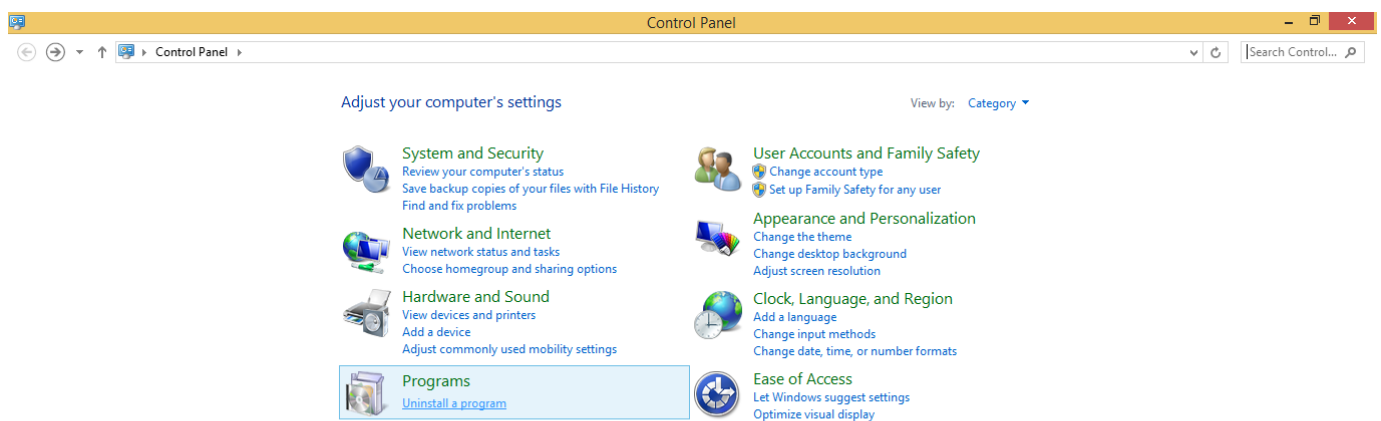 Control Panel
Control Panel
Search Control...
Adjust your computer's settings
View by: Category
System and Security
Review your computer's status
Save backup copies of your files with File History
Find and fix problems
Network and Internet
View network status and tasks
Choose homegroup and sharing options
Hardware and Sound
View devices and printers
Add a device
Adjust commonly used mobility settings
Programs
Uninstall a program
User Accounts and Family Safety
Change account type
Set up Family Safety for any user
Appearance and Personalization
Change the theme
Change desktop background
Adjust screen resolution
Clock, Language, and Region
Add a language
Change input methods
Change date, time, or number formats
Ease of Access
Let Windows suggest settings
Optimize visual display